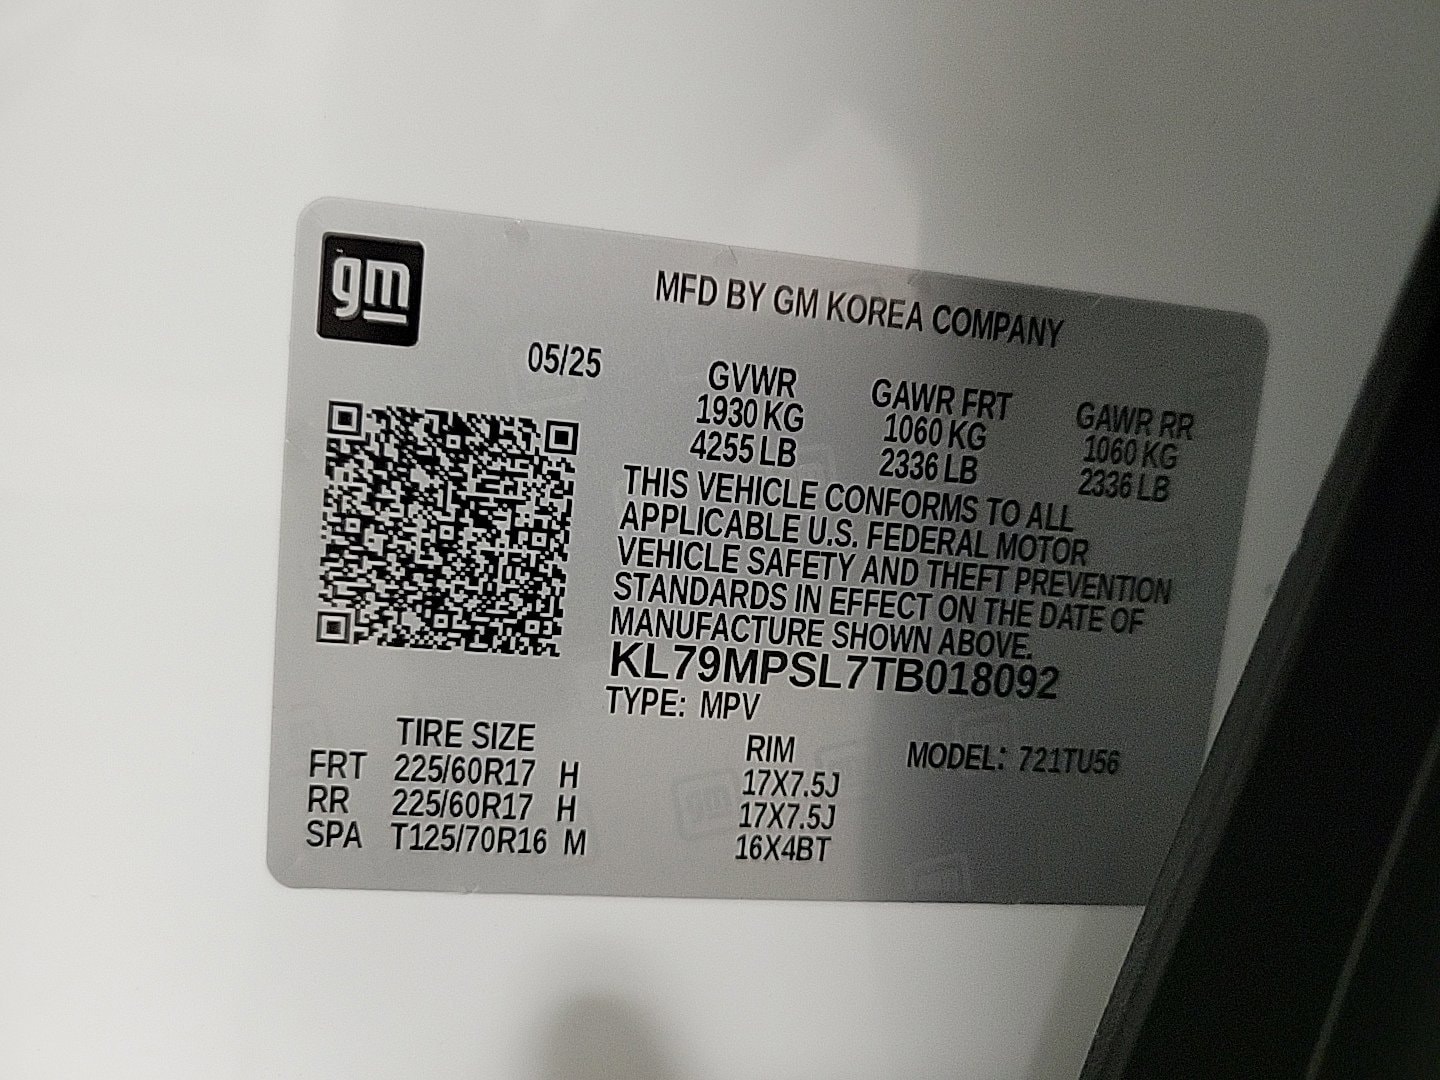 gm
MFD BY GM KOREA COMPANY
05/25
GVWR GAWR FRT GAWR RR
1930 KG 1060 KG 1060 KG
4255 LB 2336 LB 2336 LB
THIS VEHICLE CONFORMS TO ALL
APPLICABLE U.S. FEDERAL MOTOR
VEHICLE SAFETY AND THEFT PREVENTION
STANDARDS IN EFFECT ON THE DATE OF
MANUFACTURE SHOWN ABOVE.
KL79MPSL7TB018092
TYPE: MPV
TIRE SIZE RIM MODEL: 721TU56
FRT 225/60R17 H 17X7.5J
RR 225/60R17 H 17X7.5J
SPA T125/70R16 M 16X4BT